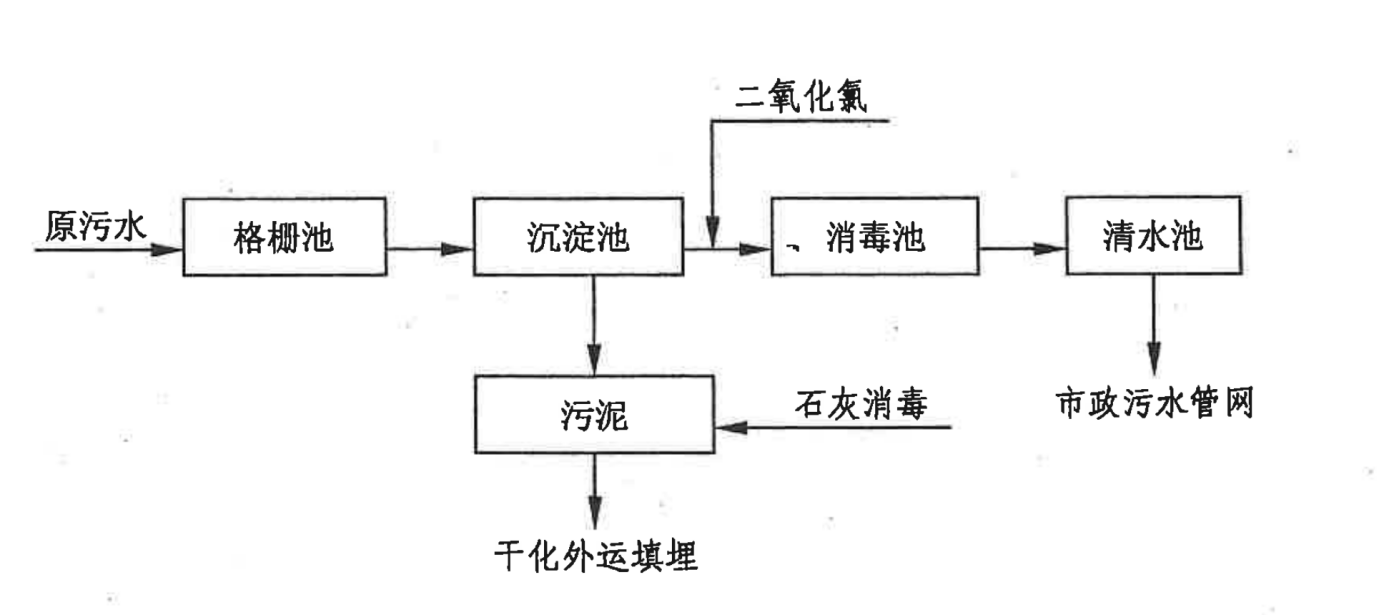 二氧化氯
原污水
格栅池
沉淀池
消毒池
清水池
污泥
石灰消毒
市政污水管网
干化外运填埋